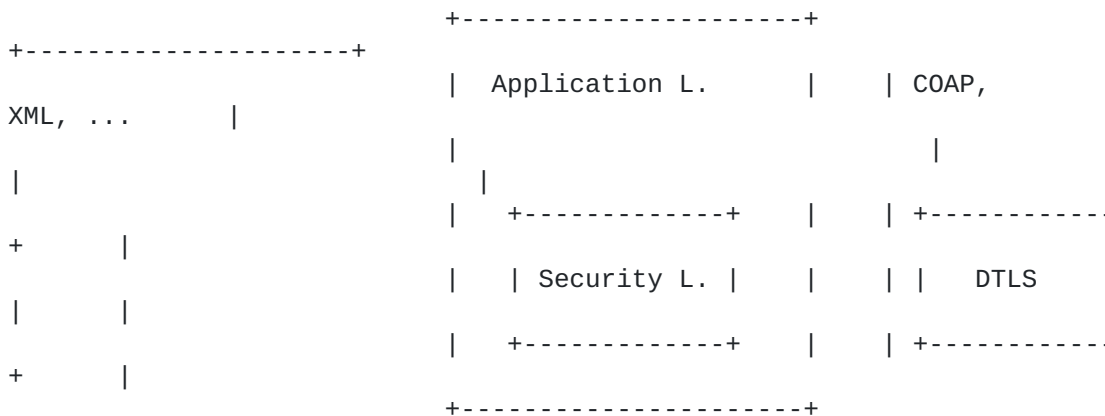 +----------------------+
+---------------------+
| Application L. | | COAP,
XML, ... |
| |
| |
| +-------------+ | | +-----------
+ |
| | Security L. | | | | DTLS
| |
| +-------------+ | | +-----------
+ |
+----------------------+